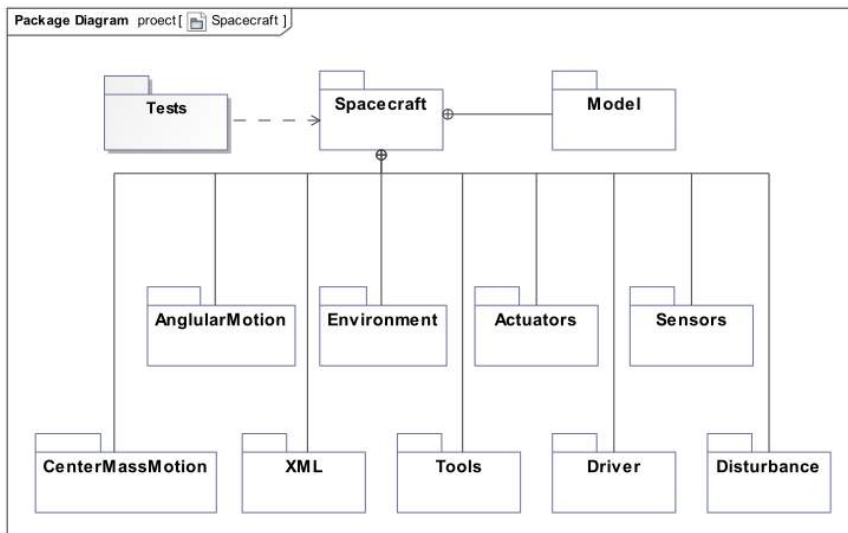 Package Diagram proect [ Spacecraft ]
Tests
Spacecraft
Model
AnglularMotion
Environment
Actuators
Sensors
CenterMassMotion
XML
Tools
Driver
Disturbance